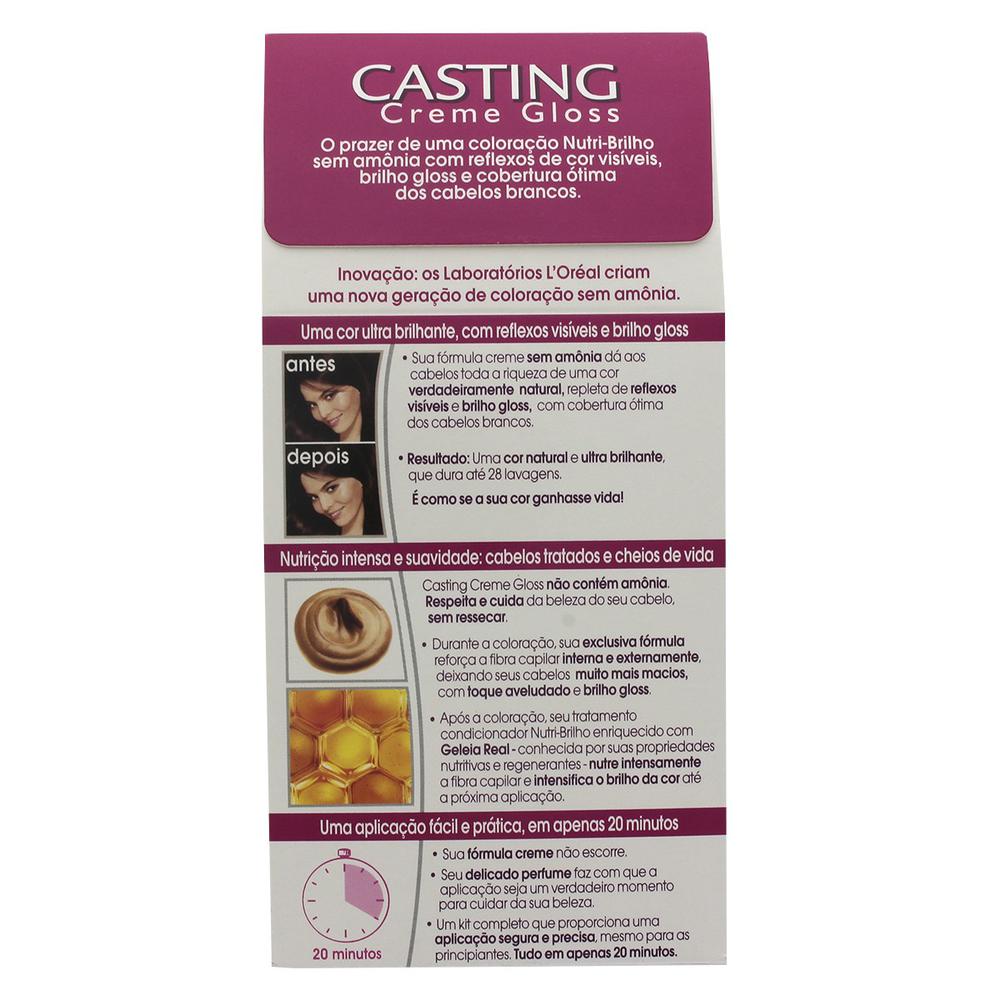 CASTING
Creme Gloss
O prazer de uma coloração Nutri-Brilho
sem amônia com reflexos de cor visíveis,
brilho gloss e cobertura ótima
dos cabelos brancos.
Inovação: os Laboratórios L'Oréal criam
uma nova geração de coloração sem amônia.
Uma cor ultra brilhante, com reflexos visíveis e brilho gloss
antes
• Sua fórmula creme sem amônia dá aos
cabelos toda a riqueza de uma cor
verdadeiramente natural, repleta de reflexos
visíveis e brilho gloss, com cobertura ótima
dos cabelos brancos.
depois
• Resultado: Uma cor natural e ultra brilhante,
que dura até 28 lavagens.
É como se a sua cor ganhasse vida!
Nutrição intensa e suavidade: cabelos tratados e cheios de vida
Casting Creme Gloss não contém amônia.
Respeita e cuida da beleza do seu cabelo,
sem ressecar.
• Durante a coloração, sua exclusiva fórmula
reforça a fibra capilar interna e externamente,
deixando seus cabelos muito mais macios,
com toque aveludado e brilho gloss.
• Após a coloração, seu tratamento
condicionador Nutri-Brilho enriquecido com
Geleia Real - conhecida por suas propriedades
nutritivas e regenerantes - nutre intensamente
a fibra capilar e intensifica o brilho da cor até
a próxima aplicação.
Uma aplicação fácil e prática, em apenas 20 minutos
• Sua fórmula creme não escorre.
• Seu delicado perfume faz com que a
aplicação seja um verdadeiro momento
para cuidar da sua beleza.
• Um kit completo que proporciona uma
aplicação segura e precisa, mesmo para as
principiantes. Tudo em apenas 20 minutos.
20 minutos